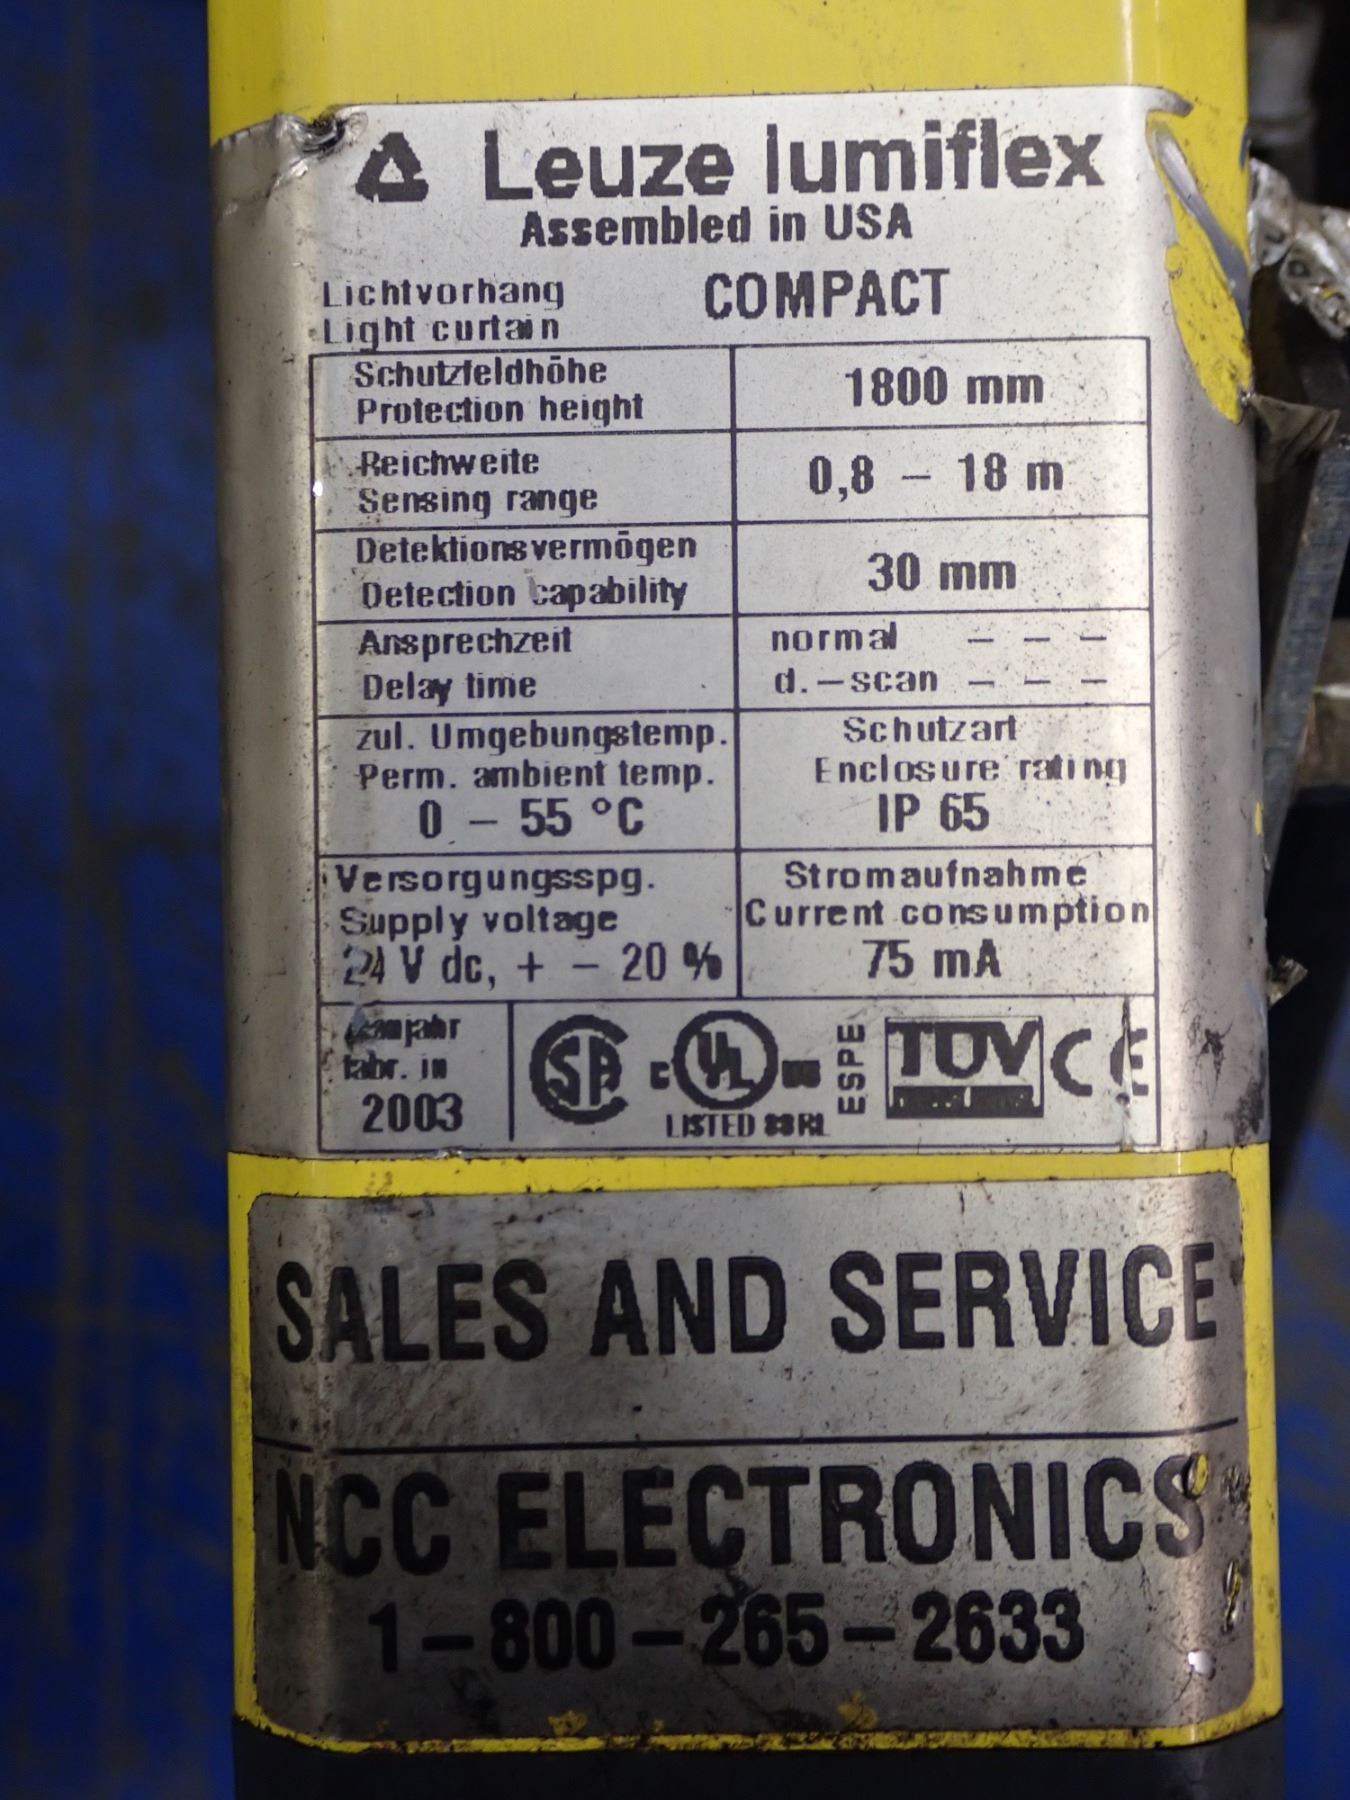 Leuze lumiflex
Assembled in USA
Lichtvorhang
Light curtain
COMPACT
Schutzfeldhöhe
Protection height
1800 mm
Reichweite
Sensing range
0,8 – 18 m
Detektionsvermögen
Detection capability
30 mm
Ansprechzeit
Delay time
normal – – –
d.–scan – – –
zul. Umgebungstemp.
Perm. ambient temp.
0 – 55 °C
Schutzart
Enclosure rating
IP 65
Versorgungsspg.
Supply voltage
24 V dc, + – 20 %
Stromaufnahme
Current consumption
75 mA
fabr. in
2003
SA
c UL us
LISTED
ESPE
TÜV
CE
SALES AND SERVICE
NCC ELECTRONICS
1–800–265–2633